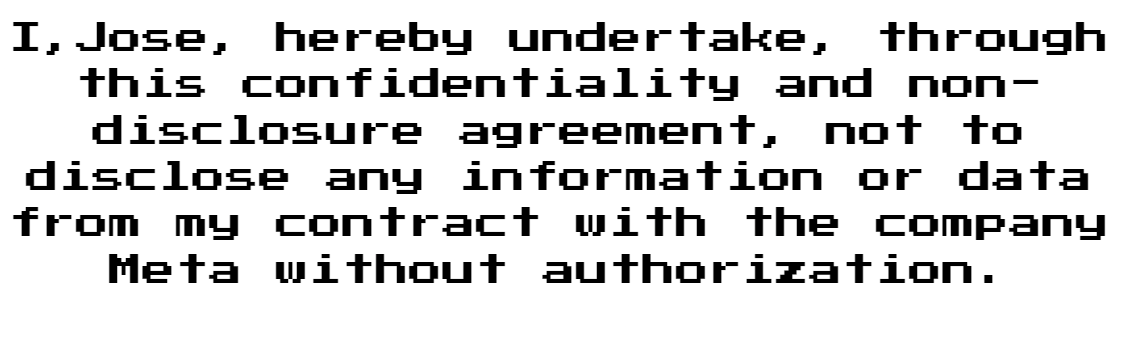 I,Jose, hereby undertake, through
this confidentiality and non-
disclosure agreement, not to
disclose any information or data
from my contract with the company
Meta without authorization.